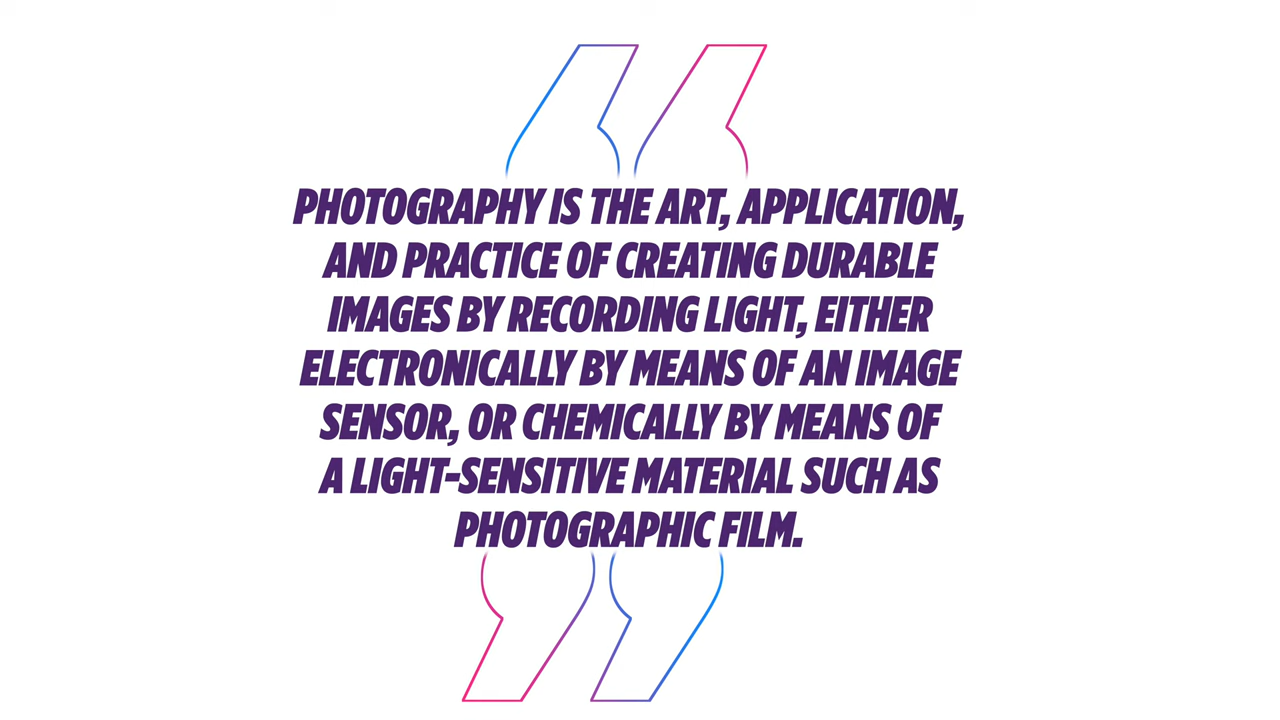 PHOTOGRAPHY IS THE ART, APPLICATION,
AND PRACTICE OF CREATING DURABLE
IMAGES BY RECORDING LIGHT, EITHER
ELECTRONICALLY BY MEANS OF AN IMAGE
SENSOR, OR CHEMICALLY BY MEANS OF
A LIGHT-SENSITIVE MATERIAL SUCH AS
PHOTOGRAPHIC FILM.